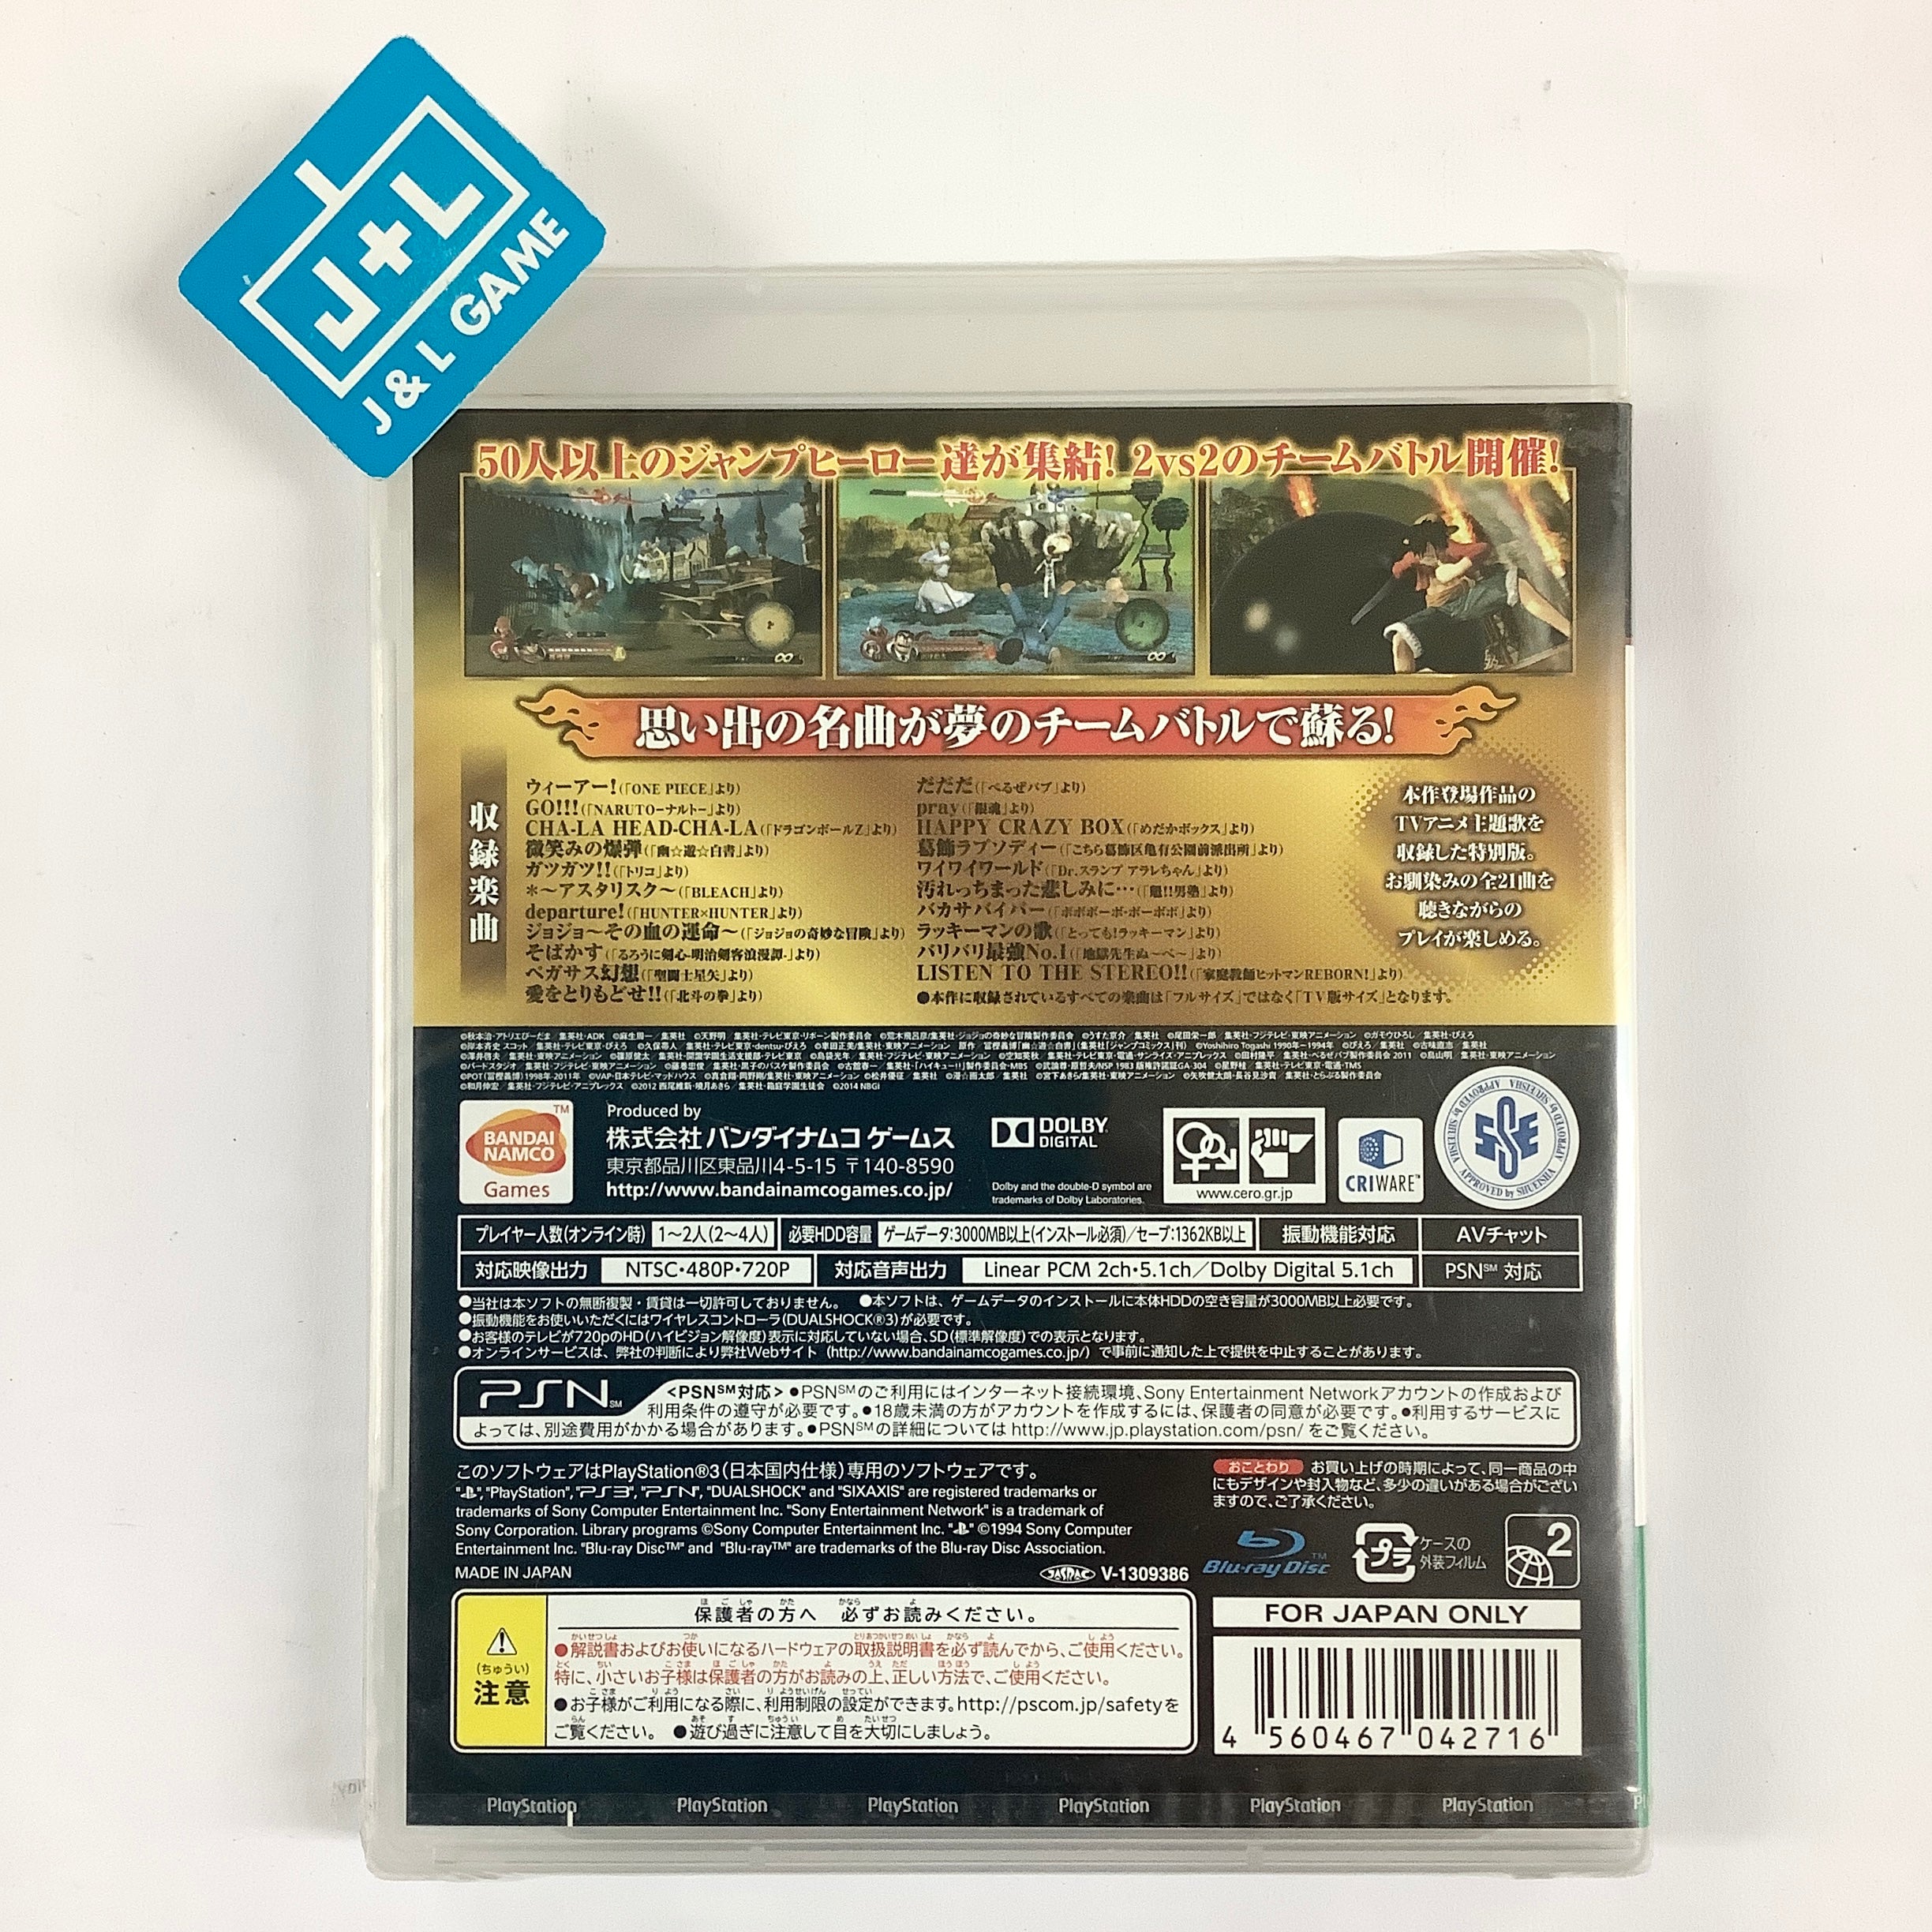 J+L
J & L GAME
50人以上のジャンプヒーロー達が集結! 2vs2のチームバトル開催!
思い出の名曲が夢のチームバトルで蘇る!
収録楽曲
ウィーアー!(「ONE PIECE」より)
GO!!!(「NARUTO-ナルト-」より)
CHA-LA HEAD-CHA-LA(「ドラゴンボールZ」より)
微笑みの爆弾(「幽☆遊☆白書」より)
ガツガツ!!(「トリコ」より)
*〜アスタリスク〜(「BLEACH」より)
departure!(「HUNTER×HUNTER」より)
ジョジョ〜その血の運命〜(「ジョジョの奇妙な冒険」より)
そばかす(「るろうに剣心-明治剣客浪漫譚-」より)
ペガサス幻想(「聖闘士星矢」より)
愛をとりもどせ!!(「北斗の拳」より)
だだだ(「べるぜバブ」より)
pray(「銀魂」より)
HAPPY CRAZY BOX(「めだかボックス」より)
葛飾ラプソディー(「こちら葛飾区亀有公園前派出所」より)
ワイワイワールド(「Dr.スランプ アラレちゃん」より)
汚れっちまった悲しみに…(「魁!!男塾」より)
バカサバイバー(「ボボボーボ・ボーボボ」より)
ラッキーマンの歌(「とっても!ラッキーマン」より)
バリバリ最強No.1(「地獄先生ぬ〜べ〜」より)
LISTEN TO THE STEREO!!(「家庭教師ヒットマンREBORN!」より)
●本作に収録されているすべての楽曲は「フルサイズ」ではなく「TV版サイズ」となります。
本作登場作品の
TVアニメ主題歌を
収録した特別版。
お馴染みの全21曲を
聴きながらの
プレイが楽しめる。
BANDAI NAMCO Games
Produced by
株式会社 バンダイナムコ ゲームス
東京都品川区東品川4-5-15 〒140-8590
http://www.bandainamcogames.co.jp/
DOLBY DIGITAL
Dolby and the double-D symbol are
trademarks of Dolby Laboratories.
www.cero.gr.jp
CRIWARE™
SSE
APPROVED by SHUEISHA
プレイヤー人数(オンライン時) 1〜2人(2〜4人) 必要HDD容量 ゲームデータ:3000MB以上(インストール必須)/セーブ:1362KB以上 振動機能対応 AVチャット
対応映像出力 NTSC・480P・720P 対応音声出力 Linear PCM 2ch・5.1ch/Dolby Digital 5.1ch PSN℠ 対応
●当社は本ソフトの無断複製・賃貸は一切許可しておりません。 ●本ソフトは、ゲームデータのインストールに本体HDDの空き容量が3000MB以上必要です。
●振動機能をお使いいただくにはワイヤレスコントローラ(DUALSHOCK®3)が必要です。
●お客様のテレビが720pのHD(ハイビジョン解像度)表示に対応していない場合、SD(標準解像度)での表示となります。
●オンラインサービスは、弊社の判断により弊社Webサイト (http://www.bandainamcogames.co.jp/) で事前に通知した上で提供を中止することがあります。
PSN℠ <PSN℠対応> ●PSN℠のご利用にはインターネット接続環境、Sony Entertainment Networkアカウントの作成および
利用条件の遵守が必要です。●18歳未満の方がアカウントを作成するには、保護者の同意が必要です。●利用するサービスに
よっては、別途費用がかかる場合があります。●PSN℠の詳細については http://www.jp.playstation.com/psn/ をご覧ください。
このソフトウェアはPlayStation®3(日本国内仕様)専用のソフトウェアです。
"PlayStation", "PS3", "PSN", "DUALSHOCK" and "SIXAXIS" are registered trademarks or
trademarks of Sony Computer Entertainment Inc. "Sony Entertainment Network" is a trademark of
Sony Corporation. Library programs ©Sony Computer Entertainment Inc. ©1994 Sony Computer
Entertainment Inc. "Blu-ray Disc™" and "Blu-ray™" are trademarks of the Blu-ray Disc Association.
MADE IN JAPAN
JASRAC V-1309386
おことわり お買い上げの時期によって、同一商品の中
にもデザインや封入物など、多少の違いがある場合がござい
ますので、ご了承ください。
Blu-ray Disc™
プラ ケースの
外装フィルム
2
(ちゅうい)
注意
保護者の方へ 必ずお読みください。
●解説書およびお使いになるハードウェアの取扱説明書を必ず読んでから、ご使用ください。
特に、小さいお子様は保護者の方がお読みの上、正しい方法で、ご使用ください。
●お子様がご利用になる際に、利用制限の設定ができます。http://pscom.jp/safetyを
ご覧ください。 ●遊び過ぎに注意して目を大切にしましょう。
FOR JAPAN ONLY
4 560467 042716
PlayStation PlayStation PlayStation PlayStation PlayStation PlayStation